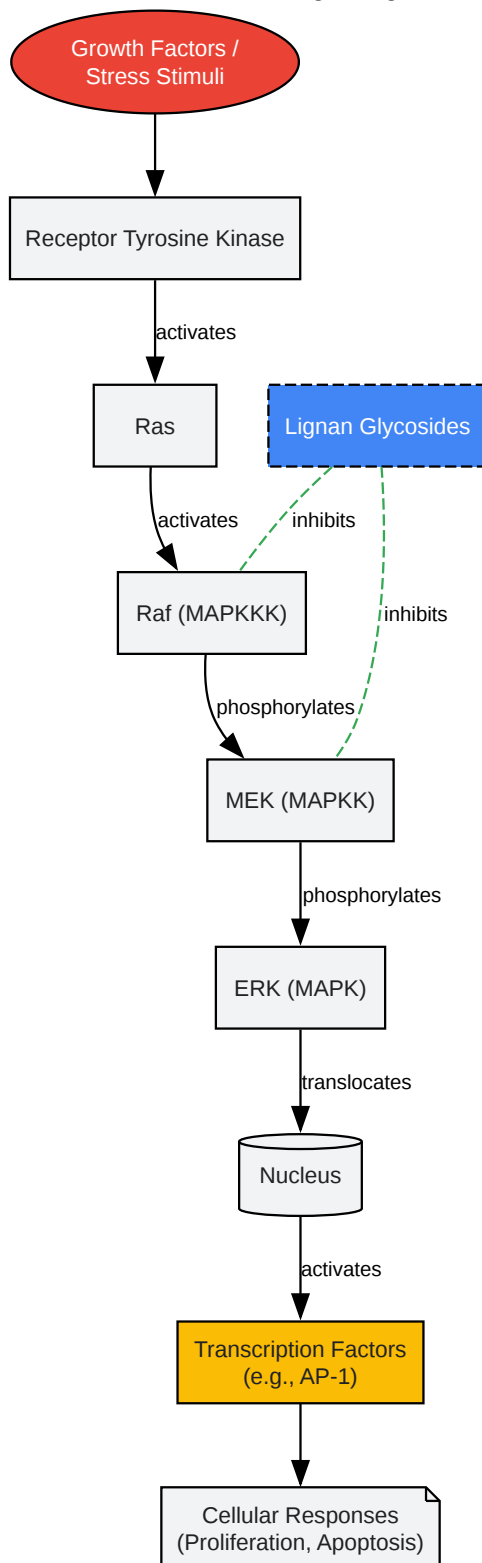 Growth Factors /
Stress Stimuli
Receptor Tyrosine Kinase
activates
Ras
Lignan Glycosides
activates
inhibits
Raf (MAPKKK)
inhibits
phosphorylates
MEK (MAPKK)
phosphorylates
ERK (MAPK)
translocates
Nucleus
activates
Transcription Factors
(e.g., AP-1)
Cellular Responses
(Proliferation, Apoptosis)